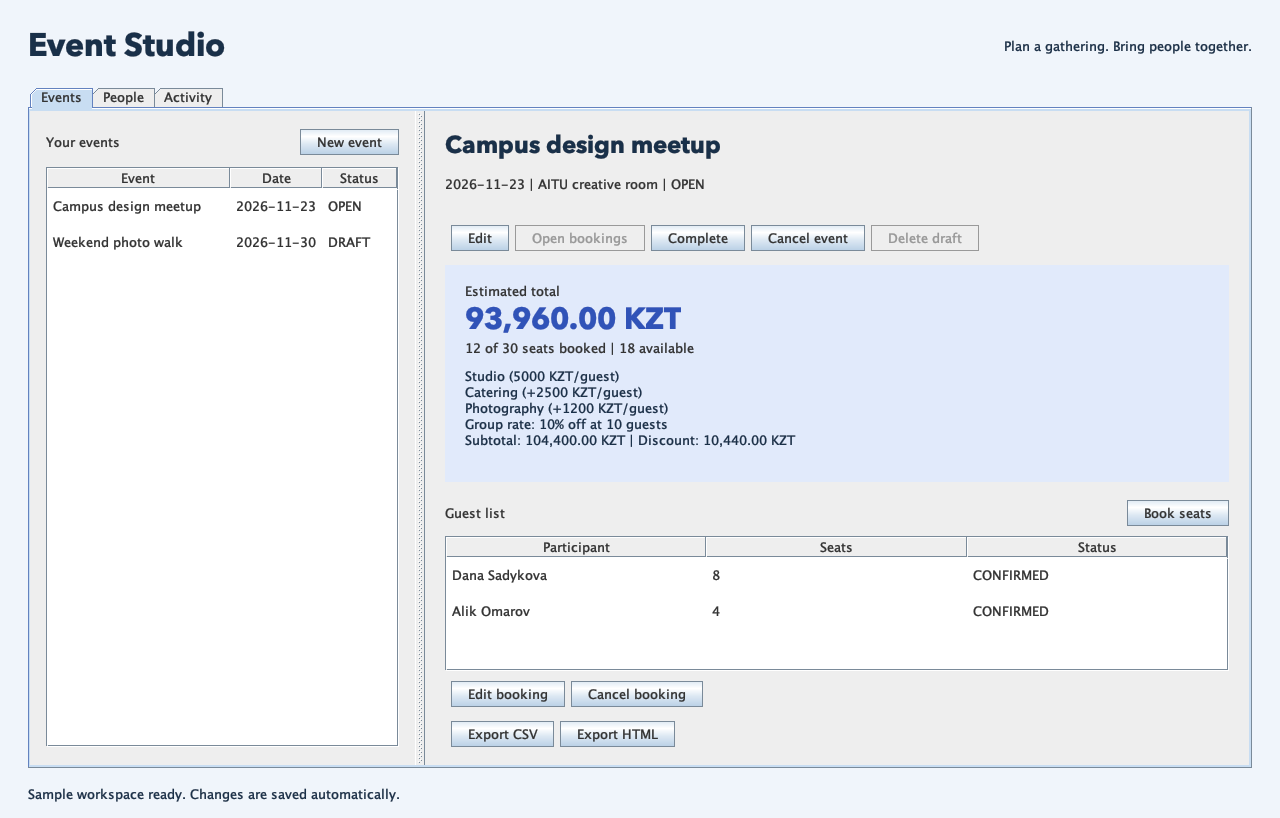 Event Studio
Plan a gathering. Bring people together.
Events People Activity
Your events
New event
Event Date Status
Campus design meetup 2026-11-23 OPEN
Weekend photo walk 2026-11-30 DRAFT
Campus design meetup
2026-11-23 | AITU creative room | OPEN
Edit Open bookings Complete Cancel event Delete draft
Estimated total
93,960.00 KZT
12 of 30 seats booked | 18 available
Studio (5000 KZT/guest)
Catering (+2500 KZT/guest)
Photography (+1200 KZT/guest)
Group rate: 10% off at 10 guests
Subtotal: 104,400.00 KZT | Discount: 10,440.00 KZT
Guest list
Book seats
Participant Seats Status
Dana Sadykova 8 CONFIRMED
Alik Omarov 4 CONFIRMED
Edit booking Cancel booking
Export CSV Export HTML
Sample workspace ready. Changes are saved automatically.